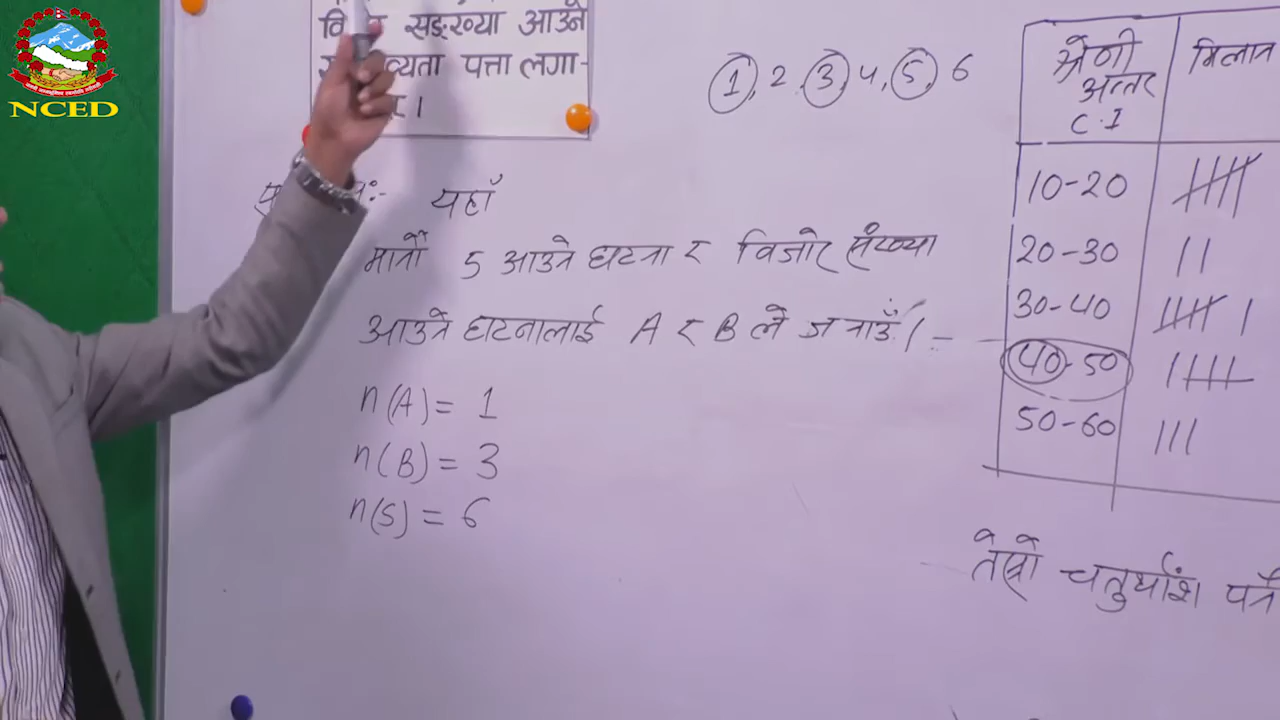 NCED
सङ्ख्या आउने
पत्ता लगा-
1, 2, 3, 4, 5, 6
यहाँ
मानौं 5 आउने घटना र विजोर संख्या
आउने घटनालाई A र B ले जनाउँ।
n(A) = 1
n(B) = 3
n(S) = 6
श्रेणी अन्तर C.I मिलान
10-20 ||||
20-30 ||
30-40 |||| |
40-50 ||||
50-60 |||
तेस्रो चतुर्थांश पर्ने